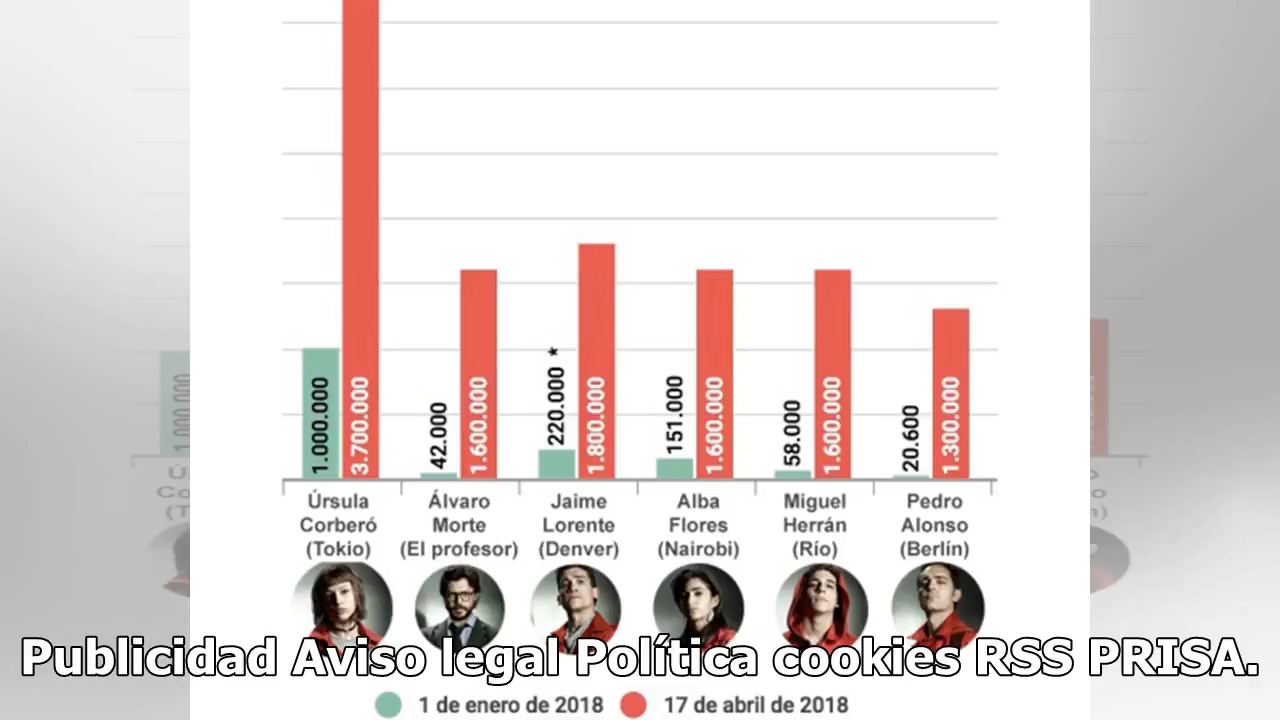 1.000.000
3.700.000
42.000
1.600.000
220.000 *
1.800.000
151.000
1.600.000
58.000
1.600.000
20.600
1.300.000
Úrsula
Corberó
(Tokio)
Álvaro
Morte
(El profesor)
Jaime
Lorente
(Denver)
Alba
Flores
(Nairobi)
Miguel
Herrán
(Río)
Pedro
Alonso
(Berlín)
Publicidad Aviso legal Política cookies RSS PRISA.
1 de enero de 2018
17 de abril de 2018